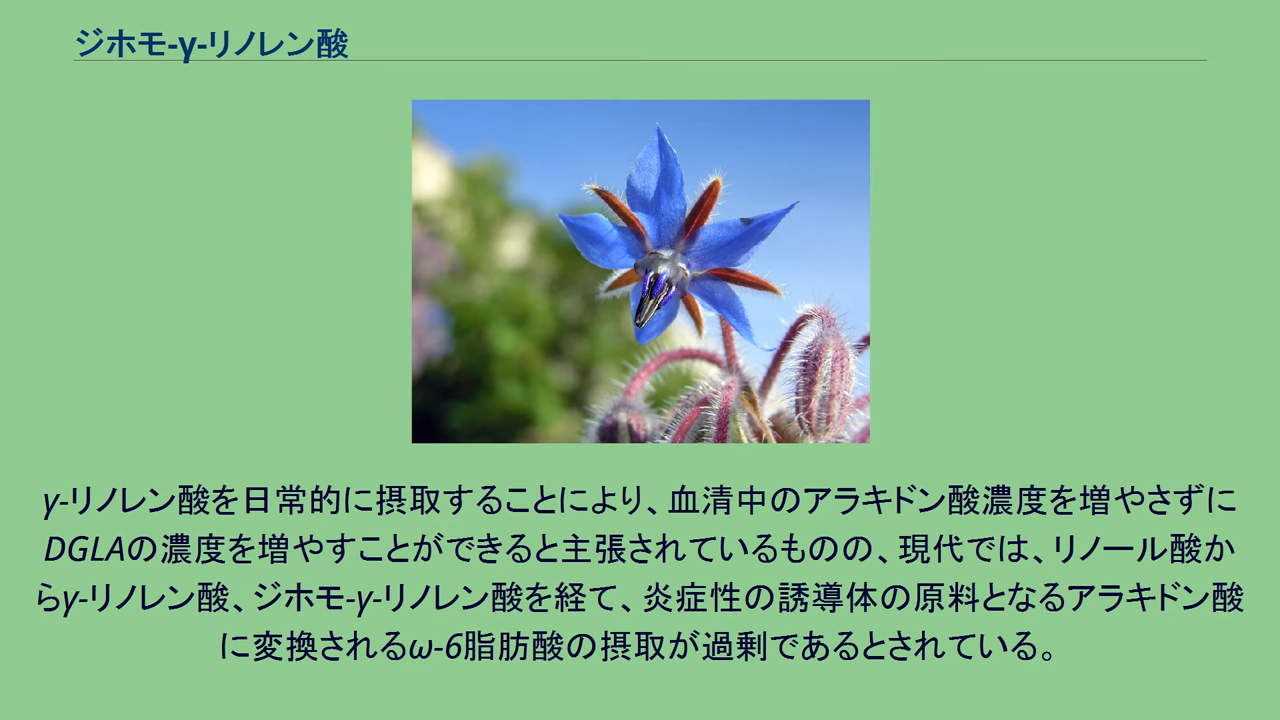 ジホモ-γ-リノレン酸
γ-リノレン酸を日常的に摂取することにより、血清中のアラキドン酸濃度を増やさずに
DGLAの濃度を増やすことができると主張されているものの、現代では、リノール酸か
らγ-リノレン酸、ジホモ-γ-リノレン酸を経て、炎症性の誘導体の原料となるアラキドン酸
に変換されるω-6脂肪酸の摂取が過剰であるとされている。